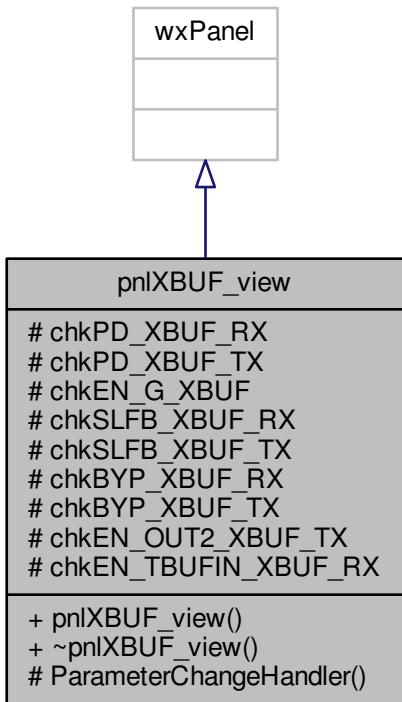 wxPanel
pnlXBUF_view
# chkPD_XBUF_RX
# chkPD_XBUF_TX
# chkEN_G_XBUF
# chkSLFB_XBUF_RX
# chkSLFB_XBUF_TX
# chkBYP_XBUF_RX
# chkBYP_XBUF_TX
# chkEN_OUT2_XBUF_TX
# chkEN_TBUFIN_XBUF_RX
+ pnlXBUF_view()
+ ~pnlXBUF_view()
# ParameterChangeHandler()